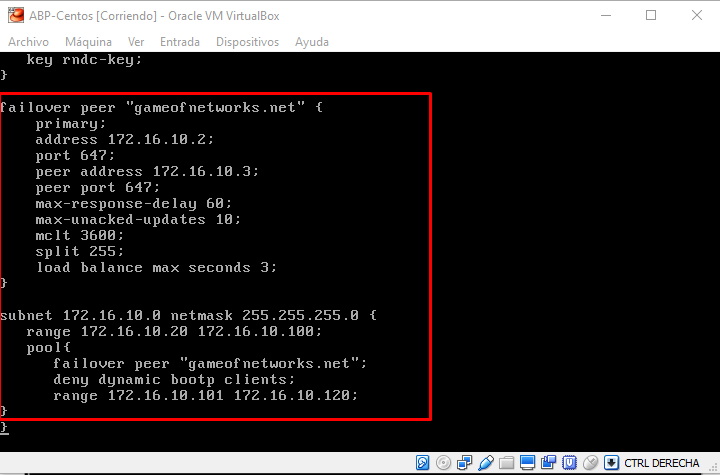 ABP-Centos [Corriendo] - Oracle VM VirtualBox
Archivo Máquina Ver Entrada Dispositivos Ayuda
key rndc-key;
}
failover peer "gameofnetworks.net" {
primary;
address 172.16.10.2;
port 647;
peer address 172.16.10.3;
peer port 647;
max-response-delay 60;
max-unacked-updates 10;
mclt 3600;
split 255;
load balance max seconds 3;
}
subnet 172.16.10.0 netmask 255.255.255.0 {
range 172.16.10.20 172.16.10.100;
pool{
failover peer "gameofnetworks.net";
deny dynamic bootp clients;
range 172.16.10.101 172.16.10.120;
}
}
CTRL DERECHA